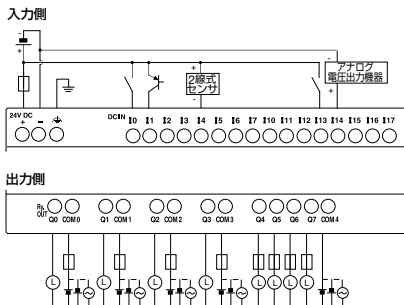 入力側
-
+
+
2線式
センサ
-
-
アナログ
電圧出力機器
+
24V DC
+ -
DC IN I0 I1 I2 I3 I4 I5 I6 I7 I10 I11 I12 I13 I14 I15 I16 I17
出力側
Ry.
OUT
Q0 COM0 Q1 COM1 Q2 COM2 Q3 COM3 Q4 Q5 Q6 Q7 COM4
L L L L L L L L